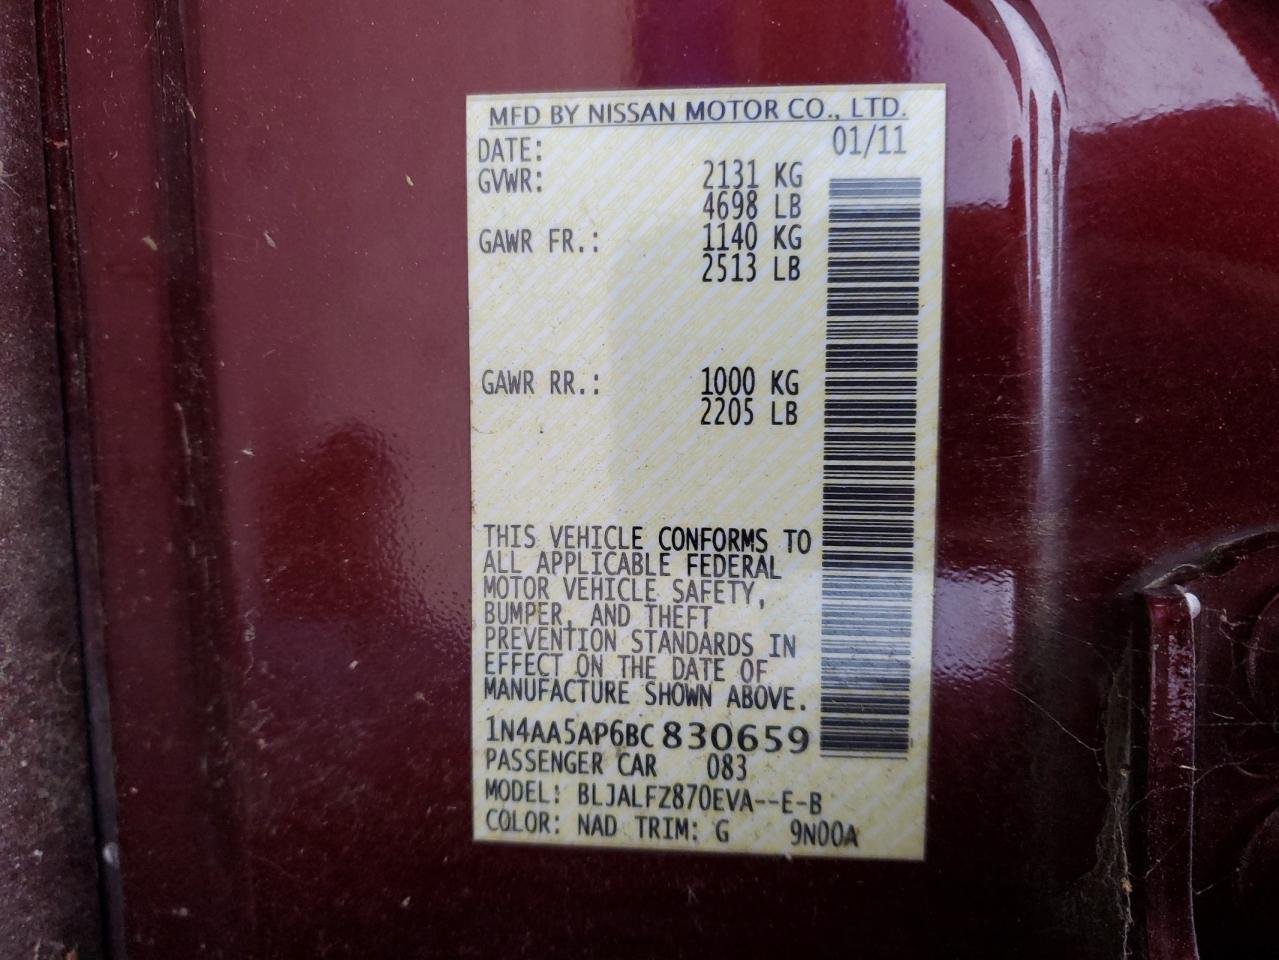 MFD BY NISSAN MOTOR CO., LTD.
DATE: 01/11
GVWR: 2131 KG
4698 LB
GAWR FR.: 1140 KG
2513 LB
GAWR RR.: 1000 KG
2205 LB
THIS VEHICLE CONFORMS TO
ALL APPLICABLE FEDERAL
MOTOR VEHICLE SAFETY,
BUMPER, AND THEFT
PREVENTION STANDARDS IN
EFFECT ON THE DATE OF
MANUFACTURE SHOWN ABOVE.
1N4AA5AP6BC830659
PASSENGER CAR 083
MODEL: BLJALFZ870EVA--E-B
COLOR: NAD TRIM: G 9N00A